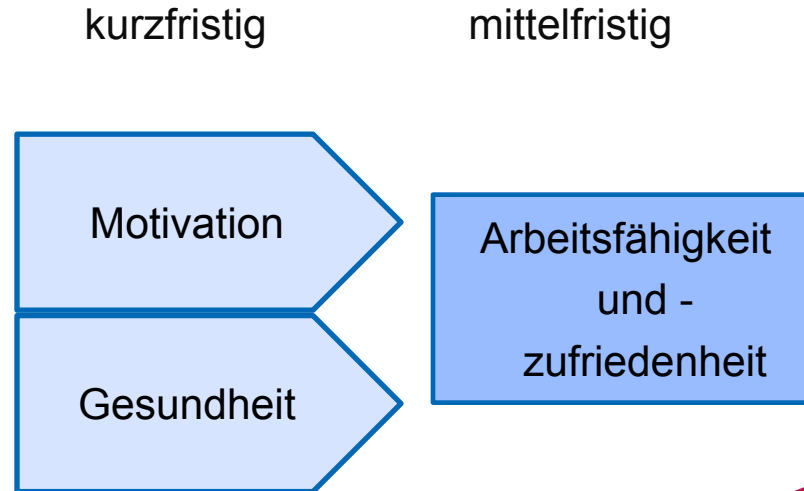 kurzfristig
mittelfristig
Motivation
Gesundheit
Arbeitsfähigkeit
und -
zufriedenheit